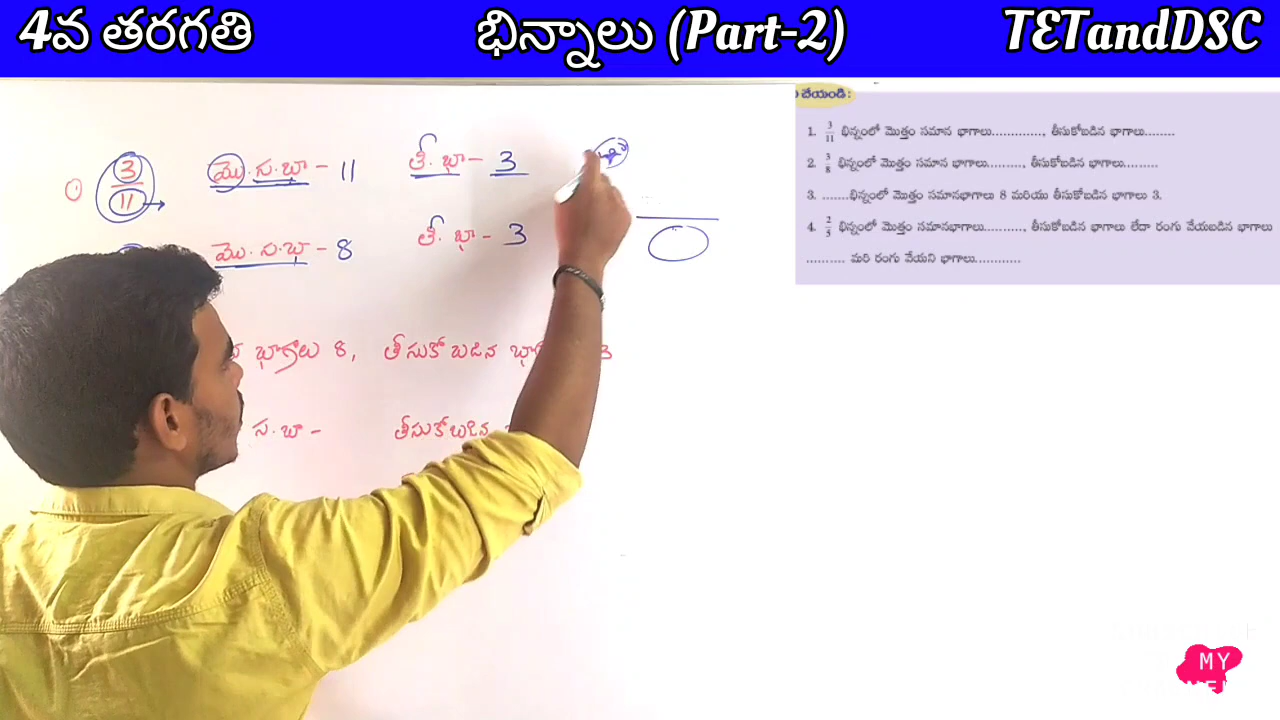 4వ తరగతి
భిన్నాలు (Part-2)
TETandDSC
చేయండి:
1. 3/11 భిన్నంలో మొత్తం సమాన భాగాలు............., తీసుకోబడిన భాగాలు........
2. 3/8 భిన్నంలో మొత్తం సమాన భాగాలు........., తీసుకోబడిన భాగాలు.........
3. .......భిన్నంలో మొత్తం సమానభాగాలు 8 మరియు తీసుకోబడిన భాగాలు 3.
4. 2/5 భిన్నంలో మొత్తం సమానభాగాలు.........., తీసుకోబడిన భాగాలు లేదా రంగు వేయబడిన భాగాలు
.......... మరి రంగు వేయని భాగాలు............
3/11 మొ. స. భా - 11 తీ. భా - 3
మొ. స. భా - 8 తీ. భా - 3
భాగాలు 8, తీసుకోబడిన 3
స. భా - తీసుకోబడిన
MY